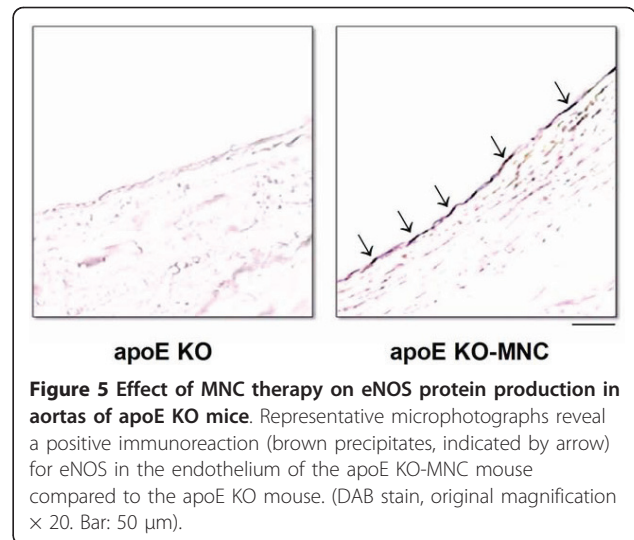 apoE KO
apoE KO-MNC
Figure 5 Effect of MNC therapy on eNOS protein production in
aortas of apoE KO mice. Representative microphotographs reveal
a positive immunoreaction (brown precipitates, indicated by arrow)
for eNOS in the endothelium of the apoE KO-MNC mouse
compared to the apoE KO mouse. (DAB stain, original magnification
× 20. Bar: 50 μm).